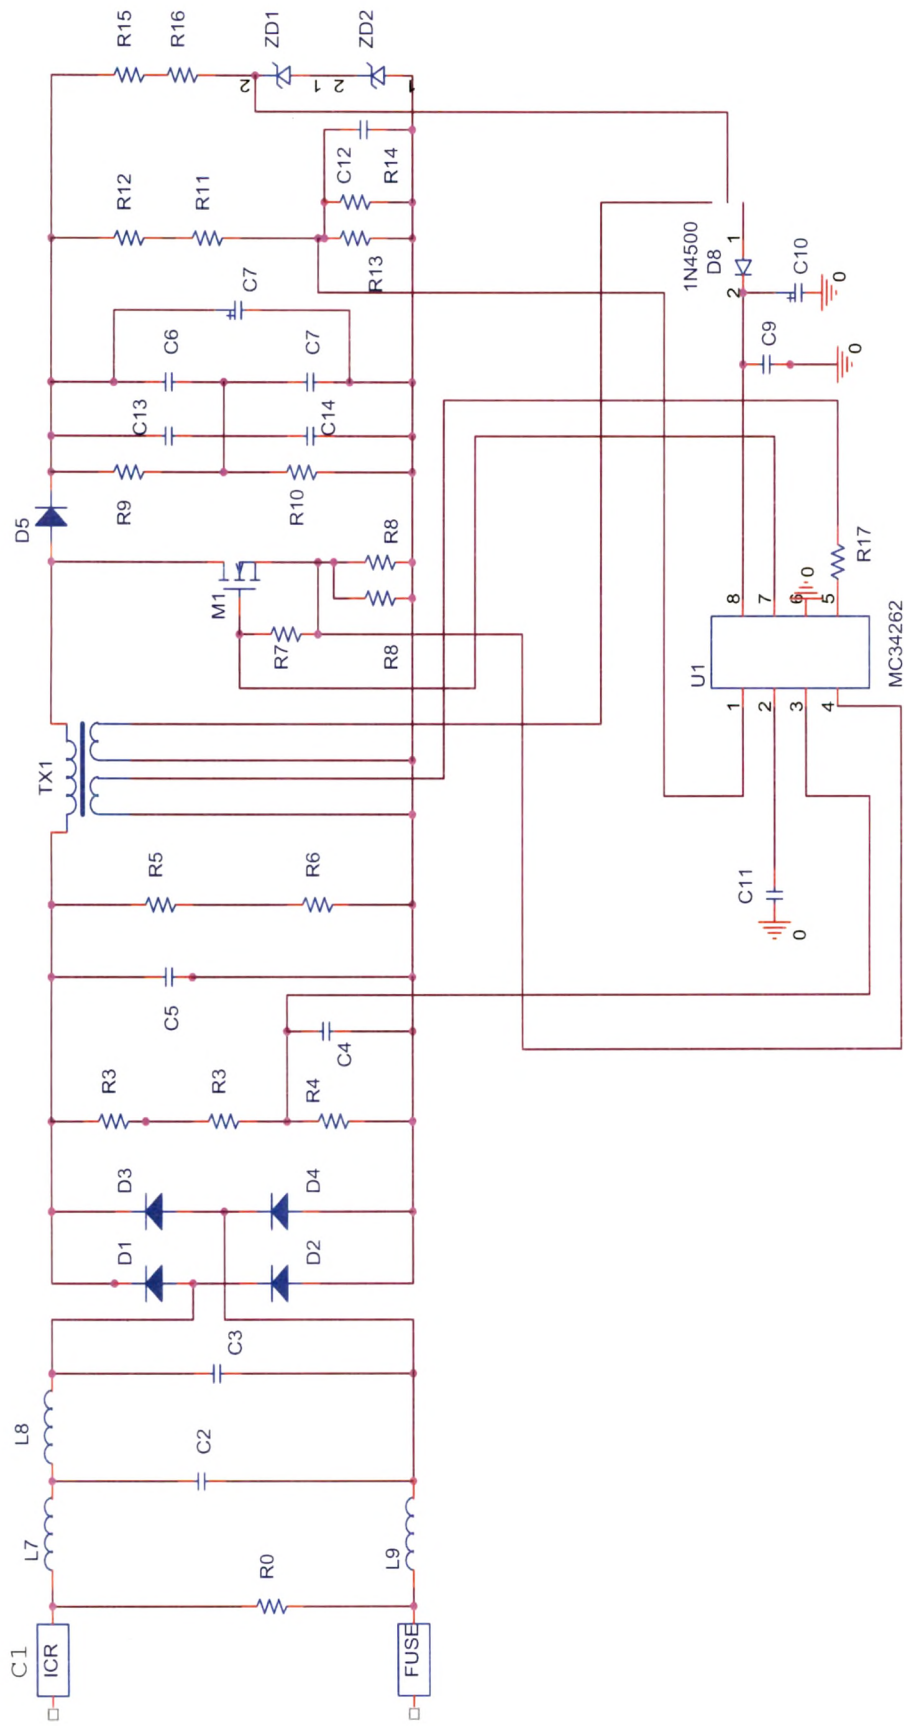 C1
ICR
FUSE
R0
L7
L9
C2
L8
C3
D1
D2
D3
D4
R3
R3
R4
C4
C5
R5
R6
TX1
R7
M1
R8
R8
D5
R9
R10
C13
C14
C6
C7
C7
R12
R11
R13
C12
R14
R15
R16
ZD1
ZD2
2
1
2
1
1N4500
D8
1
2
C10
0
C9
0
R17
0
8
7
6
5
U1
MC34262
1
2
3
4
C11
0